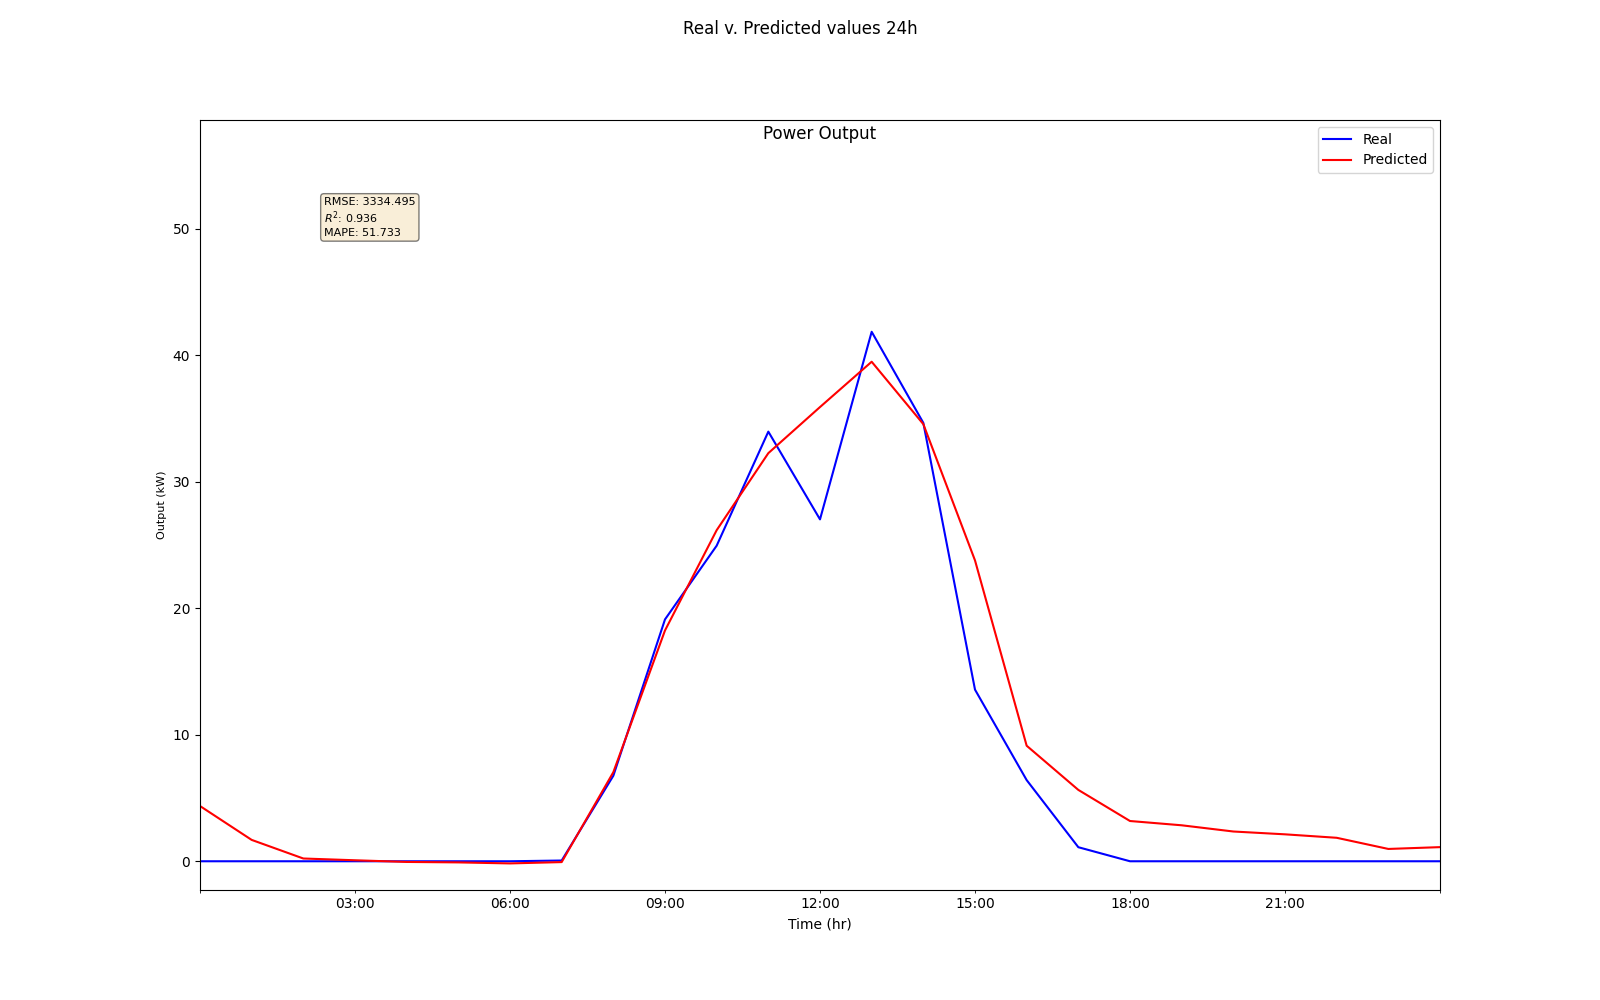 Real v. Predicted values 24h
Power Output
Real
Predicted
RMSE: 3334.495
R²: 0.936
MAPE: 51.733
50
40
30
20
10
0
Output (kW)
03:00 06:00 09:00 12:00 15:00 18:00 21:00
Time (hr)